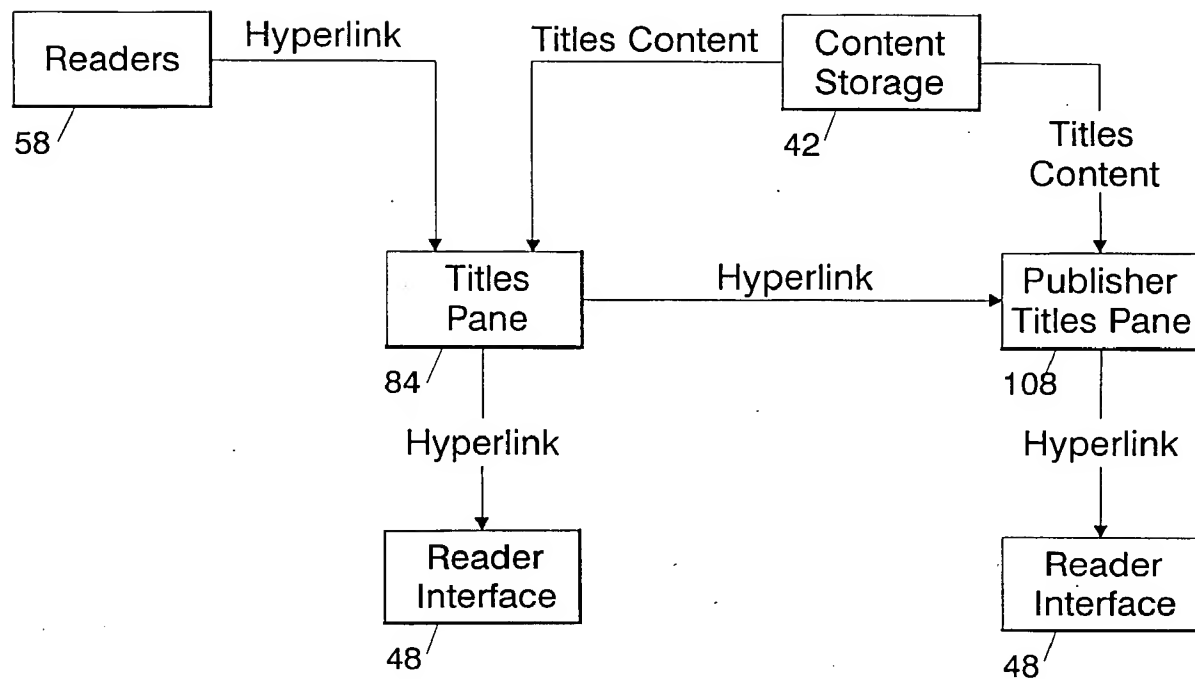 Readers
58
Hyperlink
Titles Content
Content
Storage
42
Titles
Content
Titles
Pane
84
Hyperlink
Publisher
Titles Pane
108
Hyperlink
Hyperlink
Reader
Interface
48
Reader
Interface
48